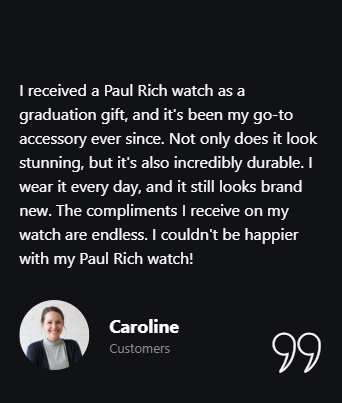 I received a Paul Rich watch as a
graduation gift, and it's been my go-to
accessory ever since. Not only does it look
stunning, but it's also incredibly durable. I
wear it every day, and it still looks brand
new. The compliments I receive on my
watch are endless. I couldn't be happier
with my Paul Rich watch!
Caroline
Customers